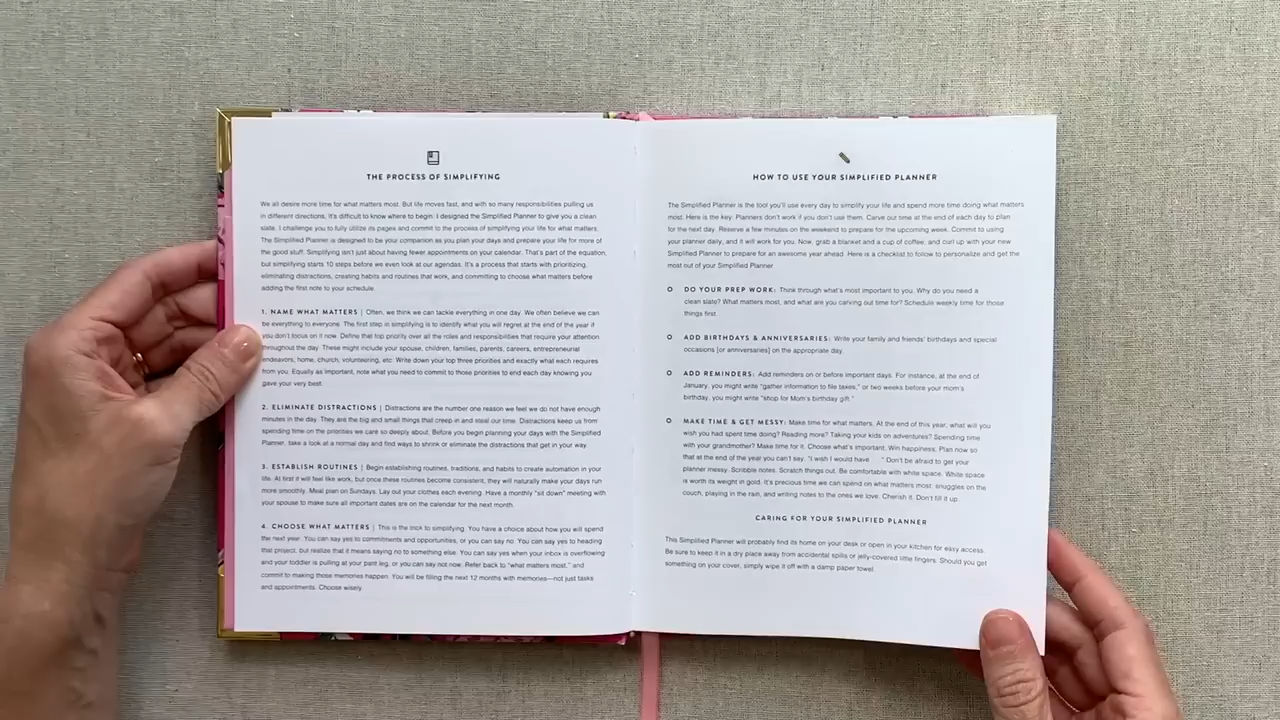 THE PROCESS OF SIMPLIFYING
We all desire more time for what matters most. But life moves fast, and with so many responsibilities pulling us
in different directions, it's difficult to know where to begin. I designed the Simplified Planner to give you a clean
slate. I challenge you to fully utilize its pages and commit to the process of simplifying your life for what matters.
The Simplified Planner is designed to be your companion as you plan your days and prepare your life for more of
the good stuff. Simplifying isn't just about having fewer appointments on your calendar. That's part of the equation,
but simplifying starts 10 steps before we even look at our agendas. It's a process that starts with prioritizing,
eliminating distractions, creating habits and routines that work, and committing to choose what matters before
adding the first note to your schedule.
1. NAME WHAT MATTERS | Often, we think we can tackle everything in one day. We often believe we can
be everything to everyone. The first step in simplifying is to identify what you will regret at the end of the year if
you don't focus on it now. Define that top priority over all the roles and responsibilities that require your attention
throughout the day. These might include your spouse, children, families, parents, careers, entrepreneurial
endeavors, home, church, volunteering, etc. Write down your top three priorities and exactly what each requires
from you. Equally as important, note what you need to commit to those priorities to end each day knowing you
gave your very best.
2. ELIMINATE DISTRACTIONS | Distractions are the number one reason we feel we do not have enough
minutes in the day. They are the big and small things that creep in and steal our time. Distractions keep us from
spending time on the priorities we care so deeply about. Before you begin planning your days with the Simplified
Planner, take a look at a normal day and find ways to shrink or eliminate the distractions that get in your way.
3. ESTABLISH ROUTINES | Begin establishing routines, traditions, and habits to create automation in your
life. At first it will feel like work, but once these routines become consistent, they will naturally make your days run
more smoothly. Meal plan on Sundays. Lay out your clothes each evening. Have a monthly "sit down" meeting with
your spouse to make sure all important dates are on the calendar for the next month.
4. CHOOSE WHAT MATTERS | This is the trick to simplifying. You have a choice about how you will spend
the next year. You can say yes to commitments and opportunities, or you can say no. You can say yes to heading
that project, but realize that it means saying no to something else. You can say yes when your inbox is overflowing
and your toddler is pulling at your pant leg, or you can say not now. Refer back to "what matters most," and
commit to making those memories happen. You will be filling the next 12 months with memories—not just tasks
and appointments. Choose wisely.
HOW TO USE YOUR SIMPLIFIED PLANNER
The Simplified Planner is the tool you'll use every day to simplify your life and spend more time doing what matters
most. Here is the key: Planners don't work if you don't use them. Carve out time at the end of each day to plan
for the next day. Reserve a few minutes on the weekend to prepare for the upcoming week. Commit to using
your planner daily, and it will work for you. Now, grab a blanket and a cup of coffee, and curl up with your new
Simplified Planner to prepare for an awesome year ahead. Here is a checklist to follow to personalize and get the
most out of your Simplified Planner.
DO YOUR PREP WORK: Think through what's most important to you. Why do you need a
clean slate? What matters most, and what are you carving out time for? Schedule weekly time for those
things first.
ADD BIRTHDAYS & ANNIVERSARIES: Write your family and friends' birthdays and special
occasions [or anniversaries] on the appropriate day.
ADD REMINDERS: Add reminders on or before important days. For instance, at the end of
January, you might write "gather information to file taxes," or two weeks before your mom's
birthday, you might write "shop for Mom's birthday gift."
MAKE TIME & GET MESSY: Make time for what matters. At the end of this year, what will you
wish you had spent time doing? Reading more? Taking your kids on adventures? Spending time
with your grandmother? Make time for it. Choose what's important. Win happiness. Plan now so
that at the end of the year you can't say, "I wish I would have . . ." Don't be afraid to get your
planner messy. Scribble notes. Scratch things out. Be comfortable with white space. White space
is worth its weight in gold. It's precious time we can spend on what matters most: snuggles on the
couch, playing in the rain, and writing notes to the ones we love. Cherish it. Don't fill it up.
CARING FOR YOUR SIMPLIFIED PLANNER
This Simplified Planner will probably find its home on your desk or open in your kitchen for easy access.
Be sure to keep it in a dry place away from accidental spills or jelly-covered little fingers. Should you get
something on your cover, simply wipe it off with a damp paper towel.